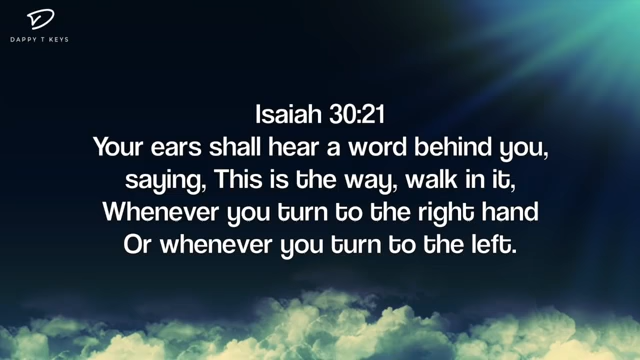 DAPPY T KEYS
Isaiah 30:21
Your ears shall hear a word behind you,
saying, This is the way, walk in it,
Whenever you turn to the right hand
Or whenever you turn to the left.